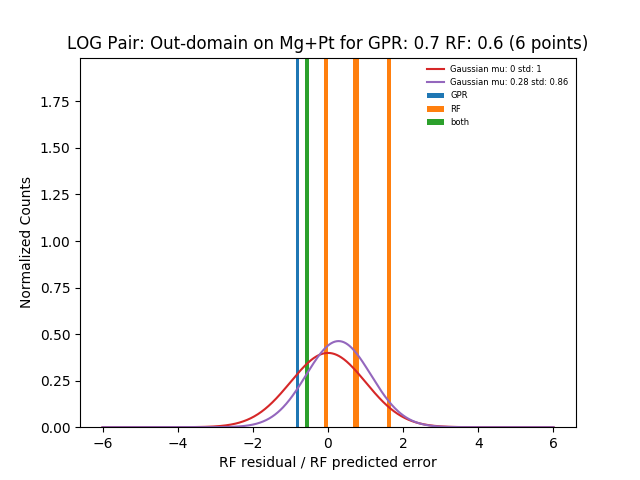 LOG Pair: Out-domain on Mg+Pt for GPR: 0.7 RF: 0.6 (6 points)
Gaussian mu: 0 std: 1
Gaussian mu: 0.28 std: 0.86
GPR
RF
both
Normalized Counts
1.75
1.50
1.25
1.00
0.75
0.50
0.25
0.00
−6
−4
−2
0
2
4
6
RF residual / RF predicted error